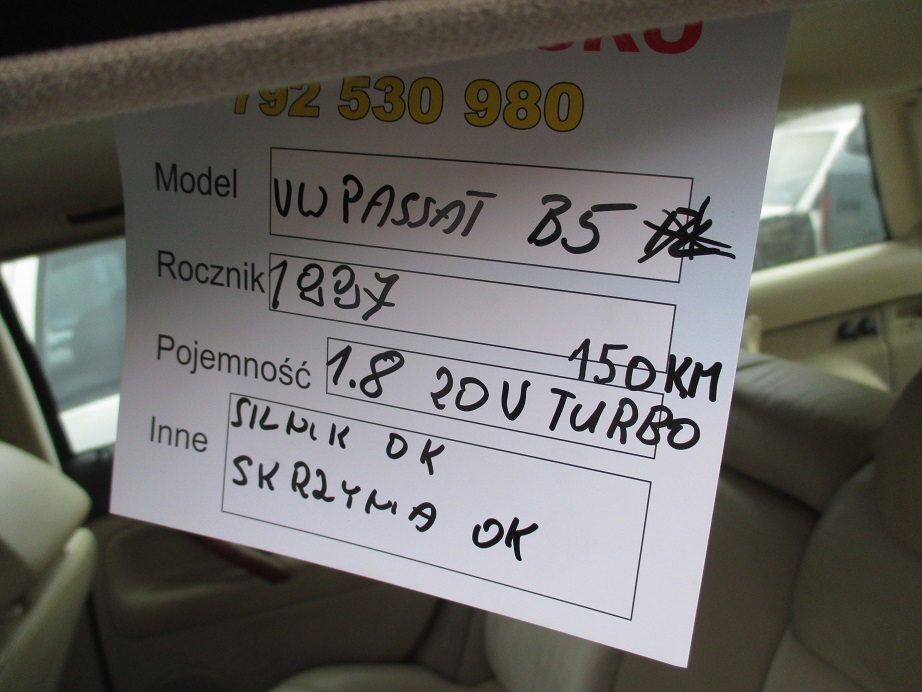 792 530 980
Model VW PASSAT B5
Rocznik 1997
150KM
Pojemność 1.8 20V TURBO
Inne SILNIK OK
SKRZYNIA OK